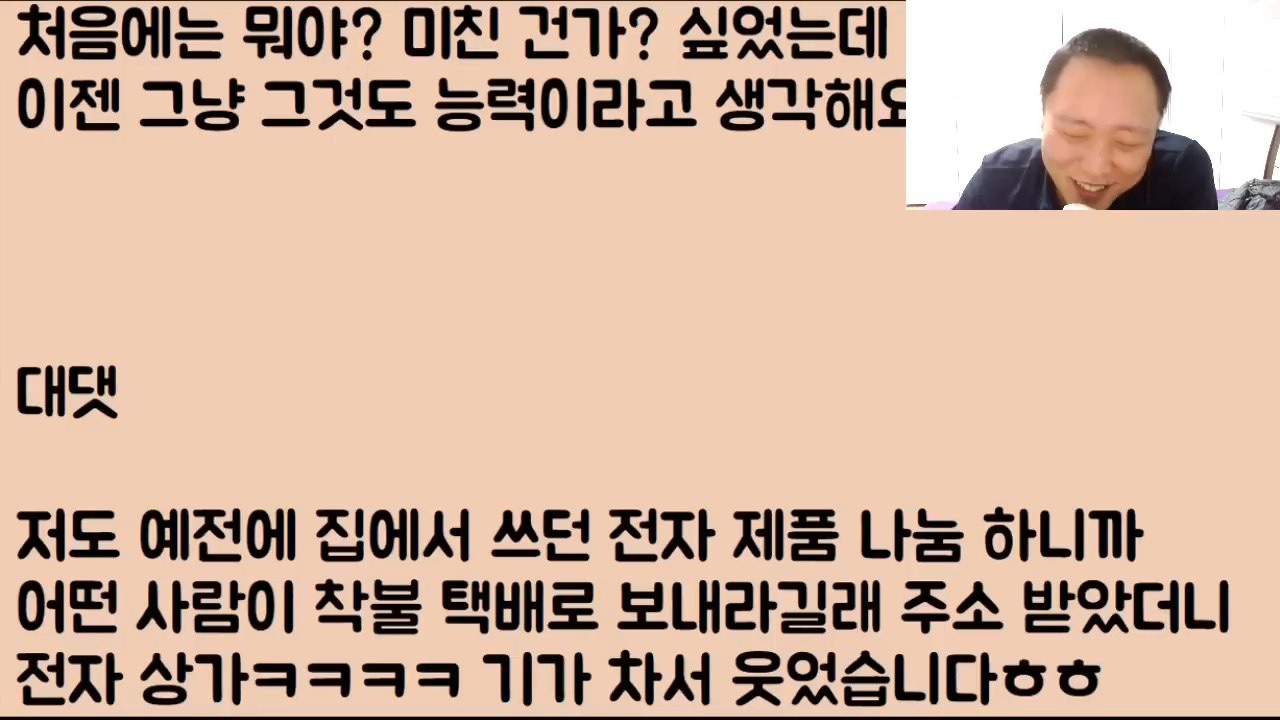 처음에는 뭐야? 미친 건가? 싶었는데
이젠 그냥 그것도 능력이라고 생각해요
대댓
저도 예전에 집에서 쓰던 전자 제품 나눔 하니까
어떤 사람이 착불 택배로 보내라길래 주소 받았더니
전자 상가ㅋㅋㅋㅋ 기가 차서 웃었습니다ㅎㅎ